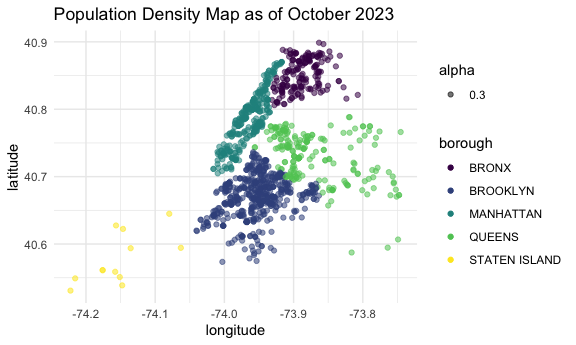 Population Density Map as of October 2023
40.9
40.8
40.7
40.6
latitude
-74.2
-74.1
-74.0
-73.9
-73.8
longitude
alpha
0.3
borough
BRONX
BROOKLYN
MANHATTAN
QUEENS
STATEN ISLAND